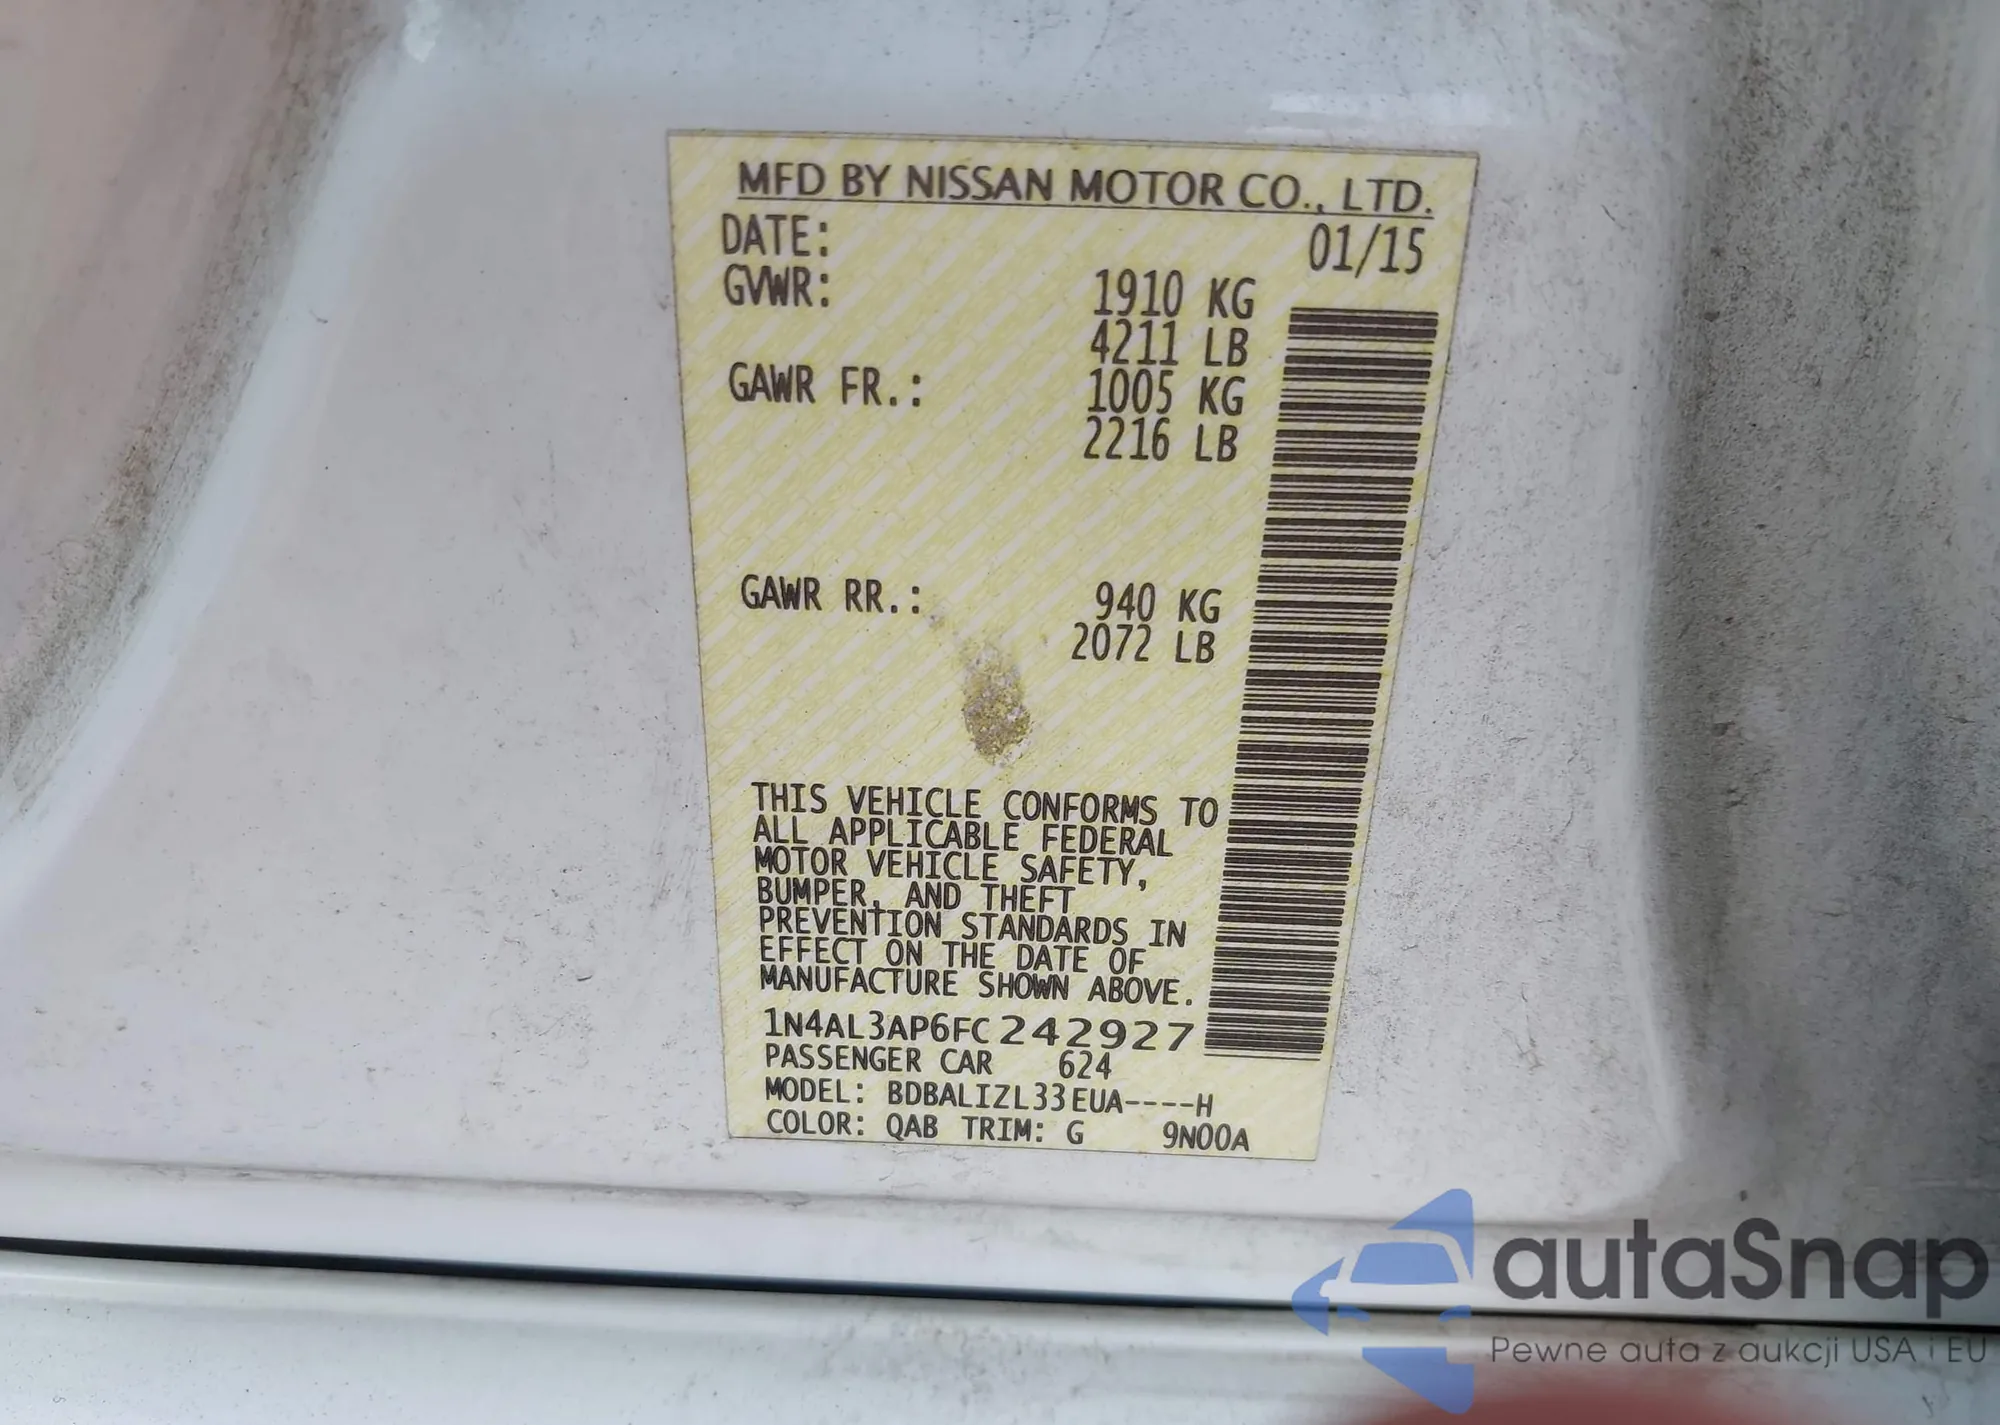 MFD BY NISSAN MOTOR CO., LTD.
DATE: 01/15
GVWR: 1910 KG
4211 LB
GAWR FR.: 1005 KG
2216 LB
GAWR RR.: 940 KG
2072 LB
THIS VEHICLE CONFORMS TO
ALL APPLICABLE FEDERAL
MOTOR VEHICLE SAFETY,
BUMPER, AND THEFT
PREVENTION STANDARDS IN
EFFECT ON THE DATE OF
MANUFACTURE SHOWN ABOVE.
1N4AL3AP6FC242927
PASSENGER CAR 624
MODEL: BDBALIZL33EUA----H
COLOR: QAB TRIM: G 9N00A
autaSnap
Pewne auta z aukcji USA i EU